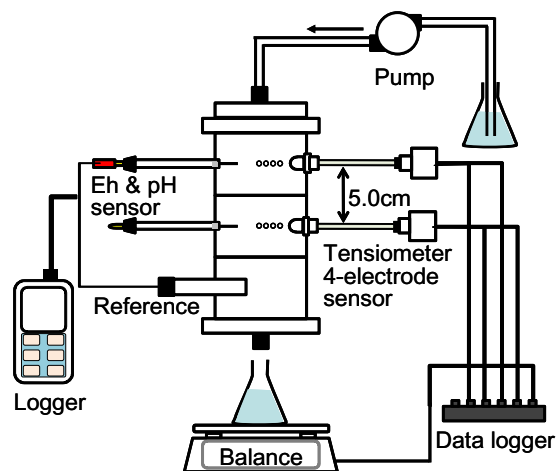 Pump
Eh & pH
sensor
5.0cm
Tensiometer
4-electrode
sensor
Reference
Logger
Balance
Data logger